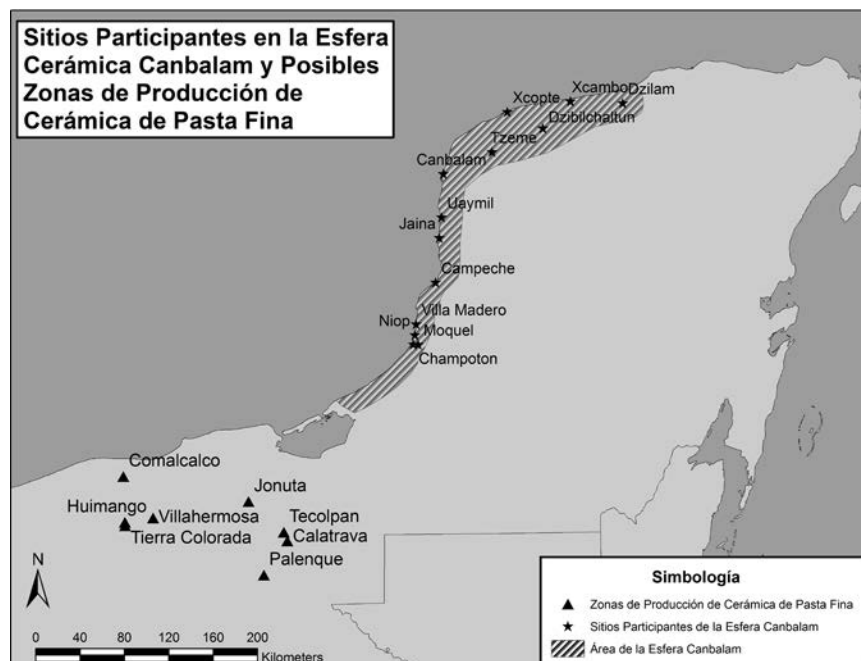 Sitios Participantes en la Esfera
Cerámica Canbalam y Posibles
Zonas de Producción de
Cerámica de Pasta Fina
Xcambo
Dzilam
Xcopte
Dzibilchaltun
Tzeme
Canbalam
Uaymil
Jaina
Campeche
Villa Madero
Niop
Moquel
Champoton
Comalcalco
Jonuta
Huimango
Villahermosa
Tecolpan
Tierra Colorada
Calatrava
Palenque
N
0 40 80 120 160 200
Kilometers
Simbología
Zonas de Producción de Cerámica de Pasta Fina
Sitios Participantes de la Esfera Canbalam
Área de la Esfera Canbalam